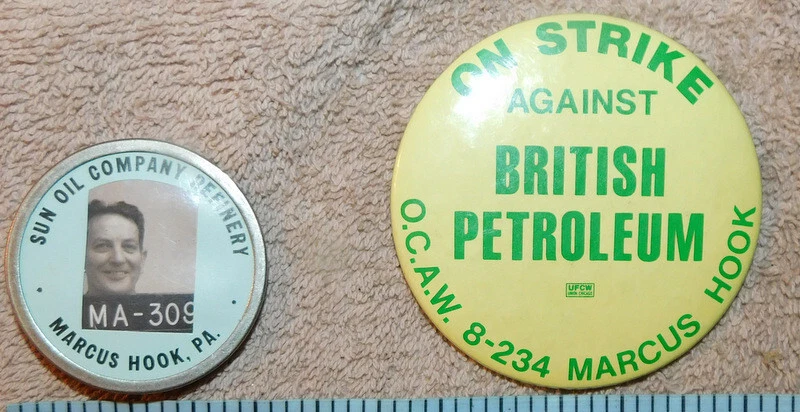 SUN OIL COMPANY REFINERY
MA-309
MARCUS HOOK, PA.
ON STRIKE
AGAINST
BRITISH
PETROLEUM
UFCW
O.C.A.W. 8-234 MARCUS HOOK